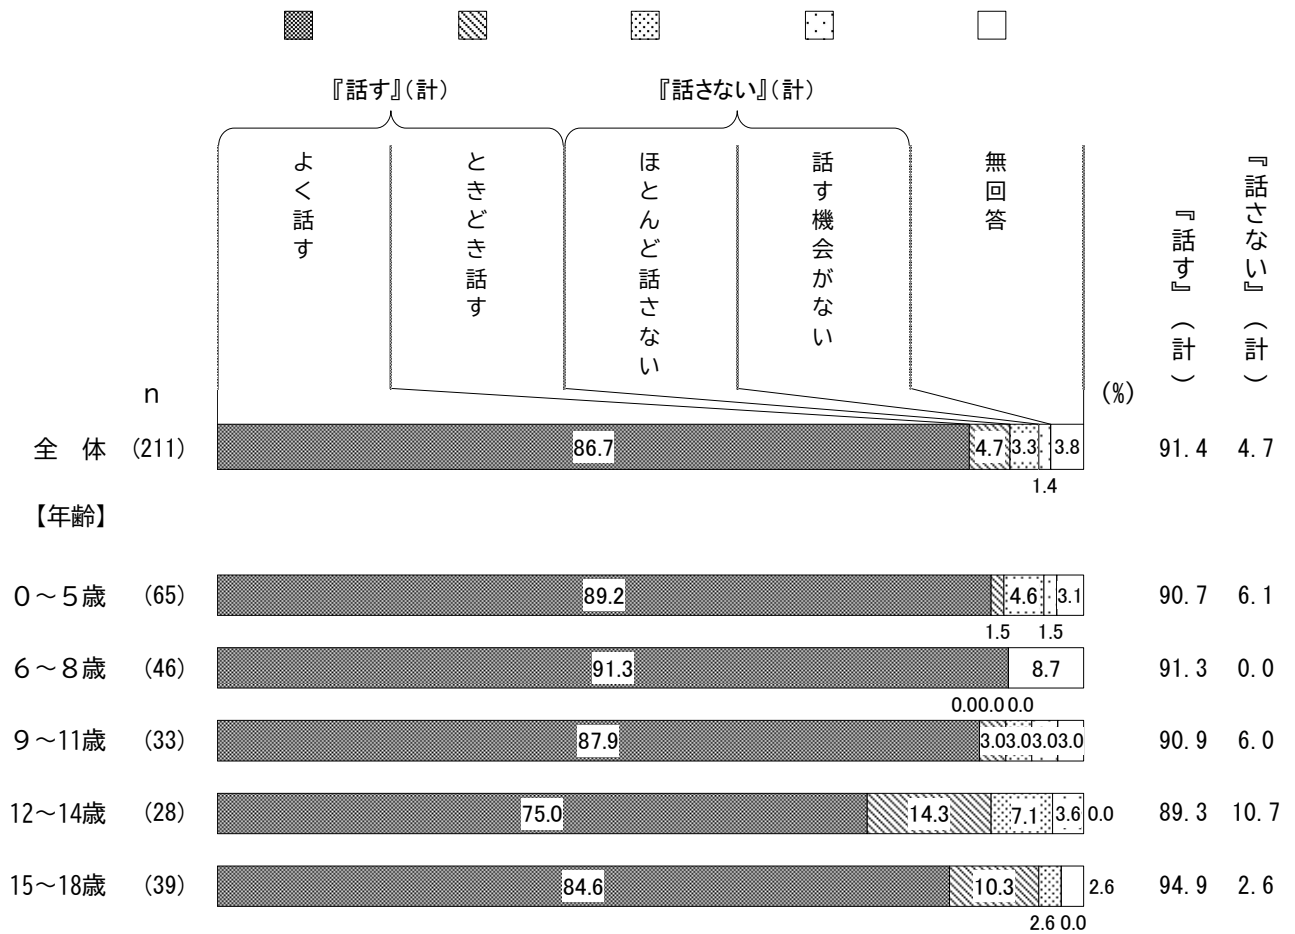 『話す』(計)　『話さない』(計)
よく話す
ときどき話す
ほとんど話さない
話す機会がない
無回答
『話す』(計)
『話さない』(計)
n
(%)
全 体 (211) 86.7 4.7 3.3 3.8 91.4 4.7
1.4
【年齢】
０～５歳 (65) 89.2 4.6 3.1 90.7 6.1
1.5 1.5
６～８歳 (46) 91.3 8.7 91.3 0.0
0.0 0.0 0.0
９～11歳 (33) 87.9 3.0 3.0 3.0 3.0 90.9 6.0
12～14歳 (28) 75.0 14.3 7.1 3.6 0.0 89.3 10.7
15～18歳 (39) 84.6 10.3 2.6 94.9 2.6
2.6 0.0